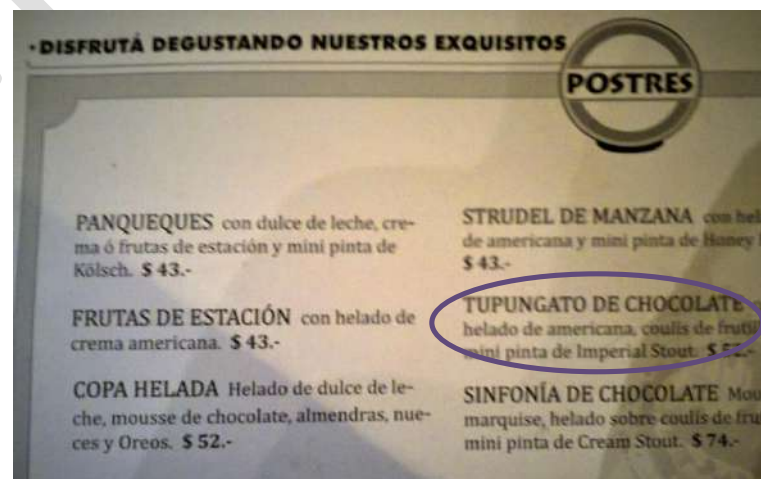 ·DISFRUTÁ DEGUSTANDO NUESTROS EXQUISITOS
POSTRES
PANQUEQUES con dulce de leche, cre-
ma ó frutas de estación y mini pinta de
Kölsch. $ 43.-
FRUTAS DE ESTACIÓN con helado de
crema americana. $ 43.-
COPA HELADA Helado de dulce de le-
che, mousse de chocolate, almendras, nue-
ces y Oreos. $ 52.-
STRUDEL DE MANZANA con
de americana y mini pinta de Honey
$ 43.-
TUPUNGATO DE CHOCOLATE
helado de americana, coulis de
mini pinta de Imperial Stout. $ 52.-
SINFONÍA DE CHOCOLATE
marquise, helado sobre coulis de
mini pinta de Cream Stout. $ 74.-